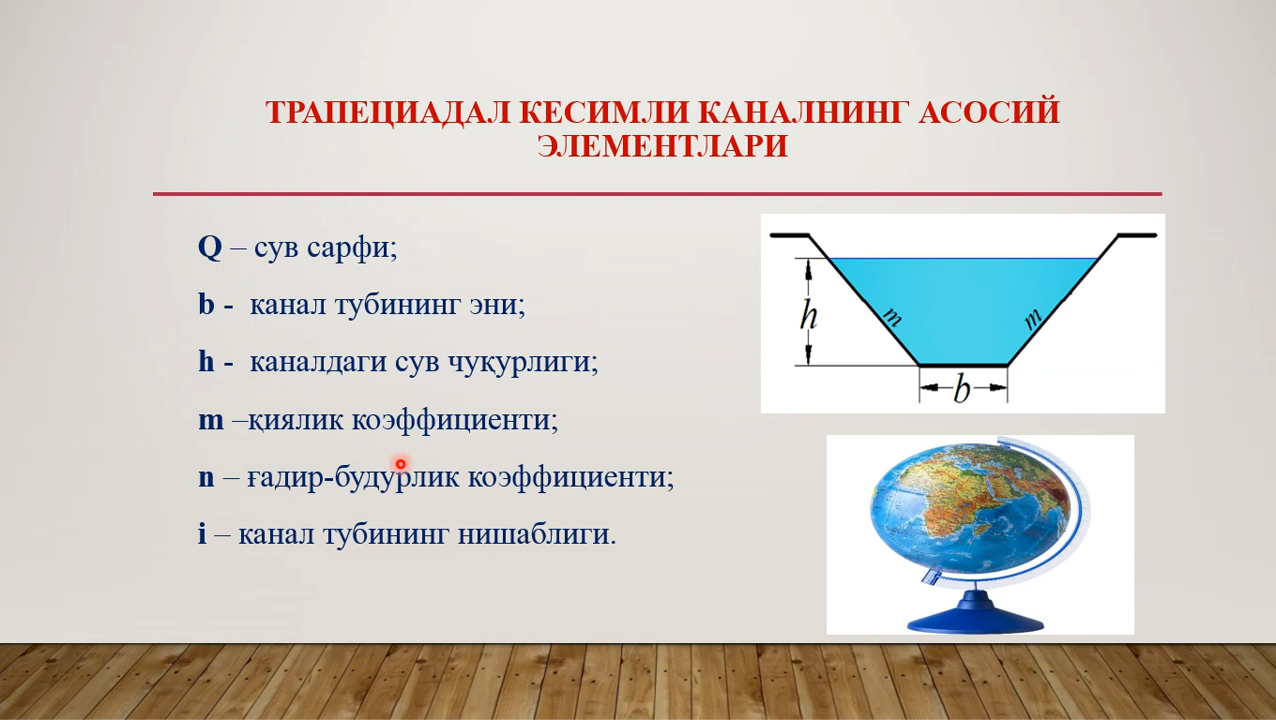 ТРАПЕЦИАДАЛ КЕСИМЛИ КАНАЛНИНГ АСОСИЙ
ЭЛЕМЕНТЛАРИ
Q – сув сарфи;
b - канал тубининг эни;
h - каналдаги сув чуқурлиги;
m –қиялик коэффициенти;
n – ғадир-будурлик коэффициенти;
i – канал тубининг нишаблиги.
h
m
m
b